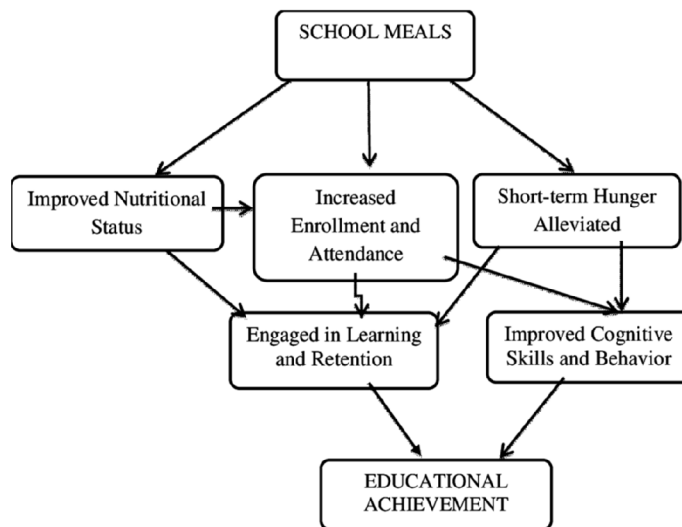 SCHOOL MEALS
Improved Nutritional
Status
Increased
Enrollment and
Attendance
Short-term Hunger
Alleviated
Engaged in Learning
and Retention
Improved Cognitive
Skills and Behavior
EDUCATIONAL
ACHIEVEMENT